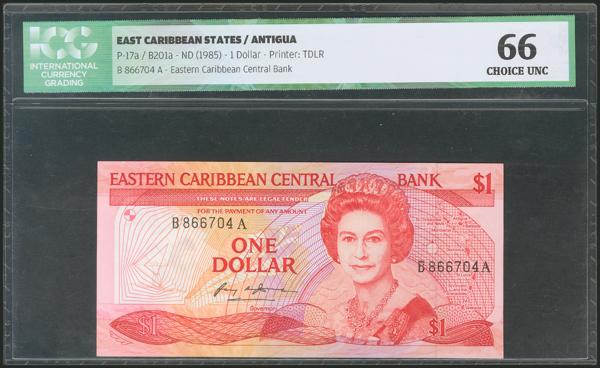 ICG
INTERNATIONAL
CURRENCY
GRADING
EAST CARIBBEAN STATES / ANTIGUA
P-17a / B201a - ND (1985) - 1 Dollar - Printer: TDLR
B 866704 A - Eastern Caribbean Central Bank
66
CHOICE UNC
EASTERN CARIBBEAN CENTRAL BANK $1
THESE NOTES ARE LEGAL TENDER
FOR THE PAYMENT OF ANY AMOUNT
B 866704 A
ONE
DOLLAR
B 866704 A
Governor
$1 $1